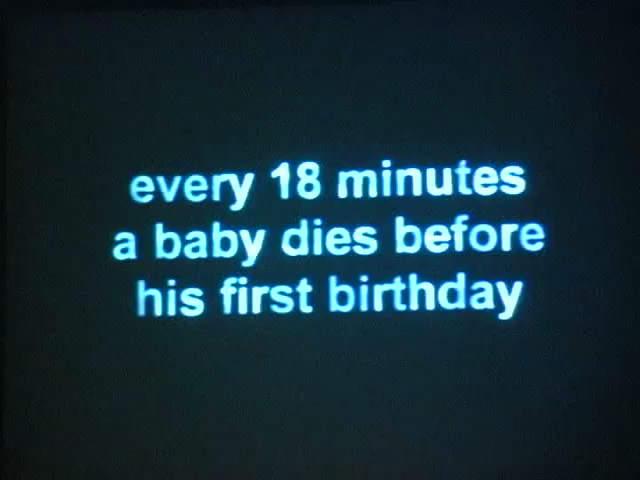 every 18 minutes
a baby dies before
his first birthday